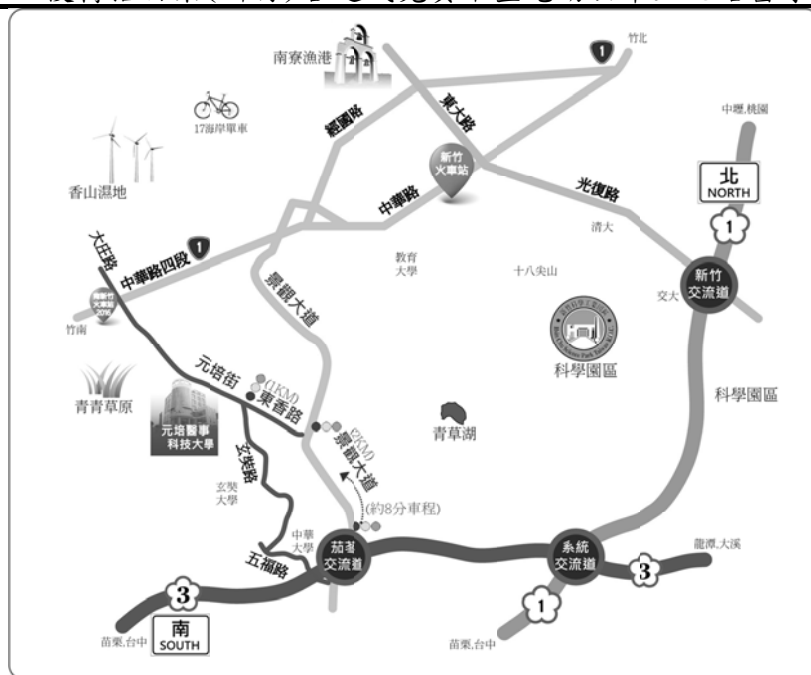 南寮漁港
竹北
1
17海岸單車
經國路
東大路
中壢,桃園
新竹
火車站
北
NORTH
香山濕地
中華路
光復路
1
大庄路
清大
中華路四段
1
教育
大學
十八尖山
景觀大道
交大
新竹
交流道
南新竹
火車站
2016
竹南
科學園區
元培街
(1KM)
東香路
青青草原
科學園區
元培醫事
科技大學
青草湖
景觀大道
(2KM)
玄奘路
玄奘
大學
(約8分車程)
中華
大學
茄苳
交流道
系統
交流道
龍潭,大溪
五福路
3
3
1
南
SOUTH
苗栗,台中
苗栗,台中